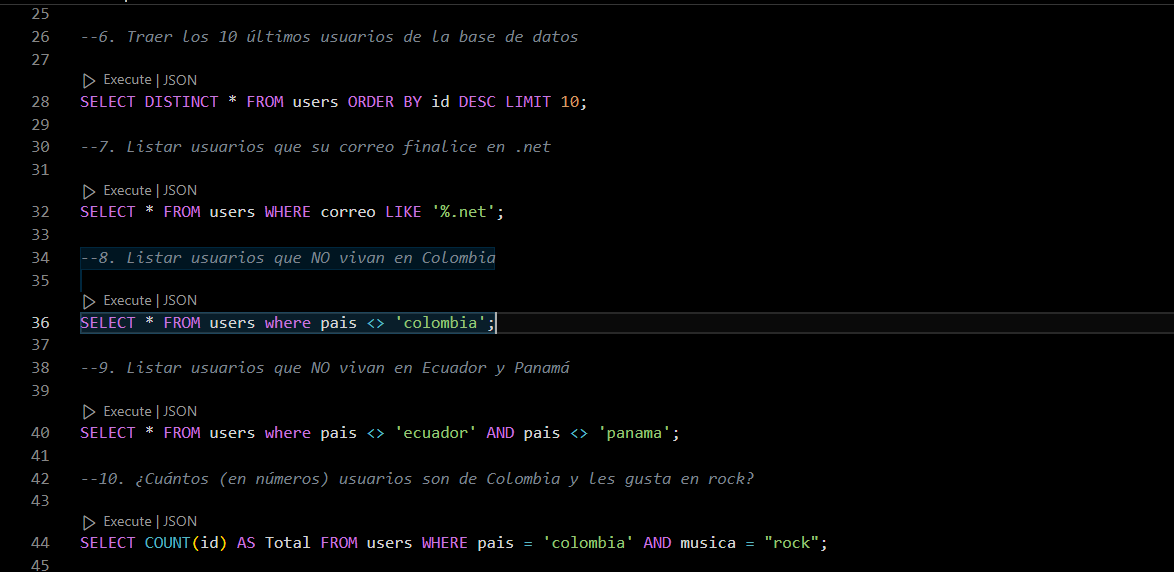 25
26 --6. Traer los 10 últimos usuarios de la base de datos
27
Execute | JSON
28 SELECT DISTINCT * FROM users ORDER BY id DESC LIMIT 10;
29
30 --7. Listar usuarios que su correo finalice en .net
31
Execute | JSON
32 SELECT * FROM users WHERE correo LIKE '%.net';
33
34 --8. Listar usuarios que NO vivan en Colombia
35
Execute | JSON
36 SELECT * FROM users where pais <> 'colombia';
37
38 --9. Listar usuarios que NO vivan en Ecuador y Panamá
39
Execute | JSON
40 SELECT * FROM users where pais <> 'ecuador' AND pais <> 'panama';
41
42 --10. ¿Cuántos (en números) usuarios son de Colombia y les gusta en rock?
43
Execute | JSON
44 SELECT COUNT(id) AS Total FROM users WHERE pais = 'colombia' AND musica = "rock";
45